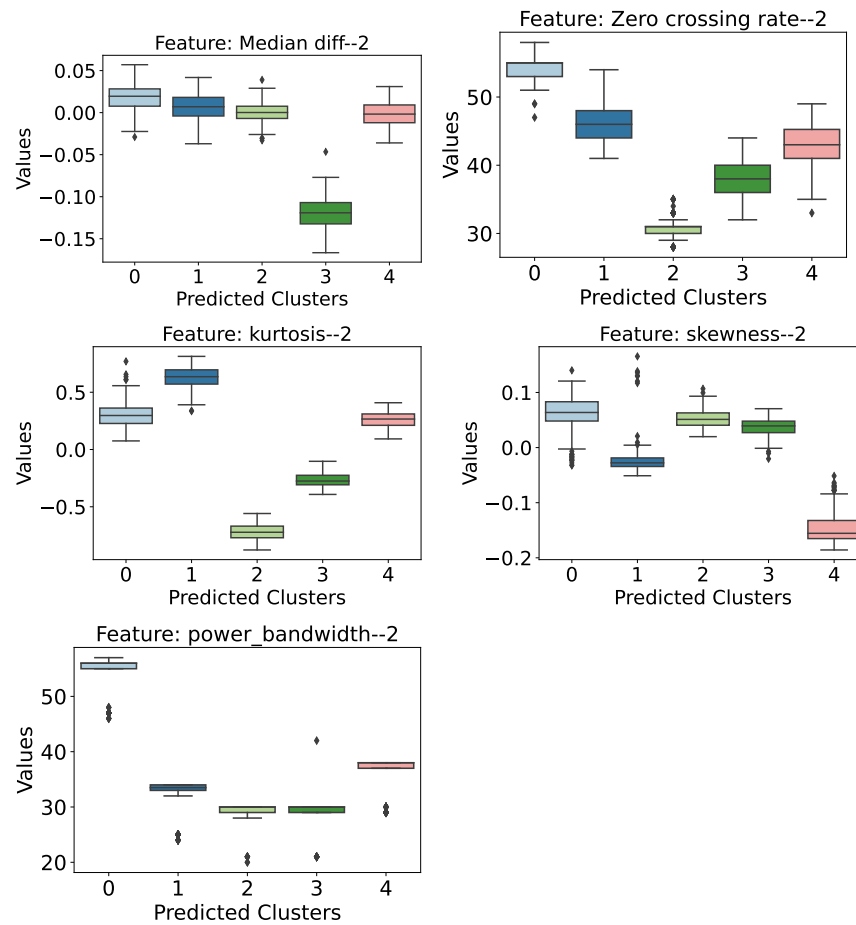 Feature: Median diff--2
Values
0.05
0.00
−0.05
−0.10
−0.15
0 1 2 3 4
Predicted Clusters
Feature: Zero crossing rate--2
Values
50
40
30
0 1 2 3 4
Predicted Clusters
Feature: kurtosis--2
Values
0.5
0.0
−0.5
0 1 2 3 4
Predicted Clusters
Feature: skewness--2
Values
0.1
0.0
−0.1
−0.2
0 1 2 3 4
Predicted Clusters
Feature: power_bandwidth--2
Values
50
40
30
20
0 1 2 3 4
Predicted Clusters